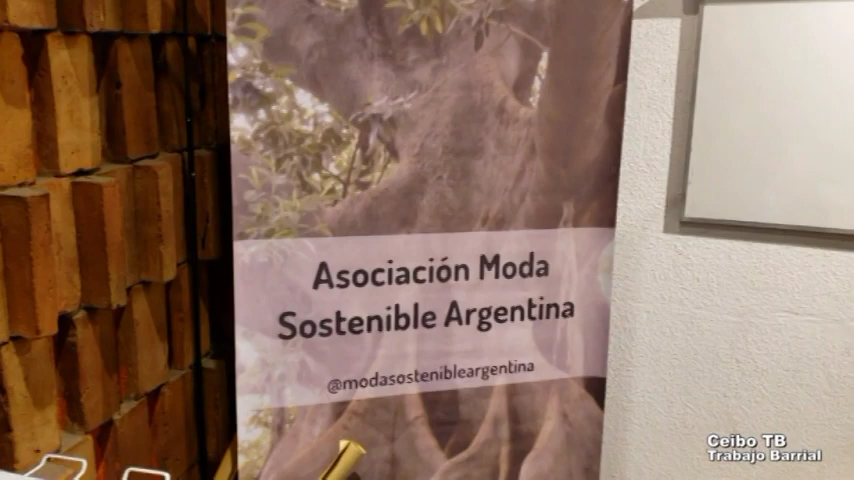 Asociación Moda
Sostenible Argentina
@modasostenibleargentina
Ceibo TB
Trabajo Barrial